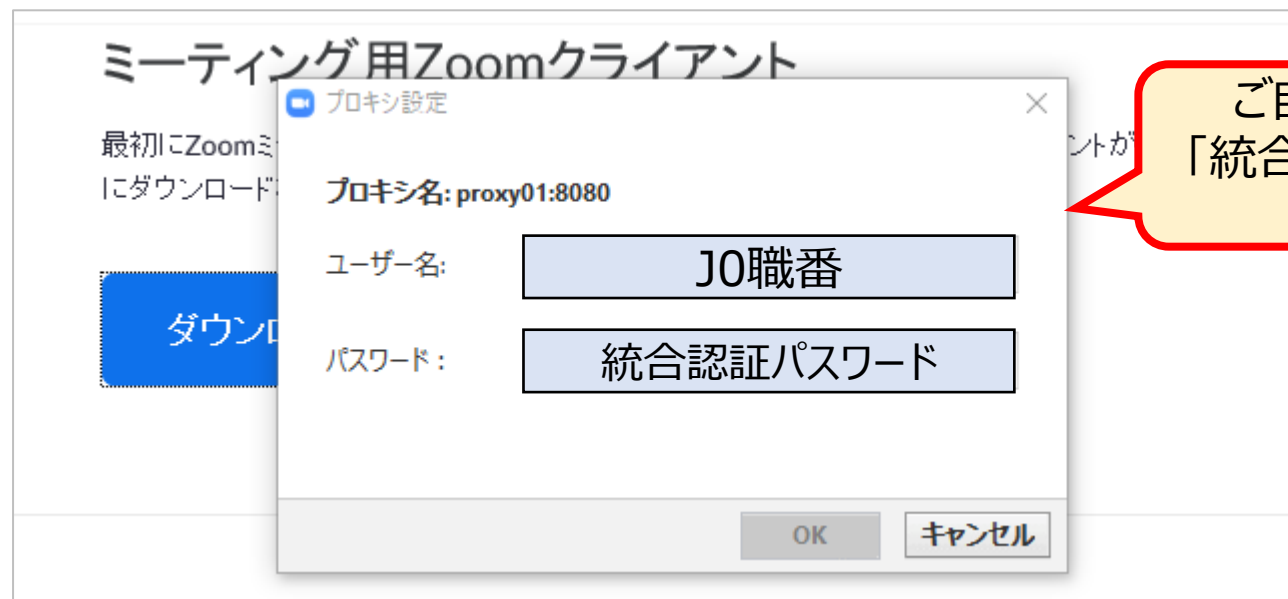 ミーティング用Zoomクライアント
プロキシ設定
ご
最初にZoomミ
ントが
「統合
にダウンロード
プロキシ名: proxy01:8080
ユーザー名:
J0職番
ダウンロ
パスワード:
統合認証パスワード
OK
キャンセル